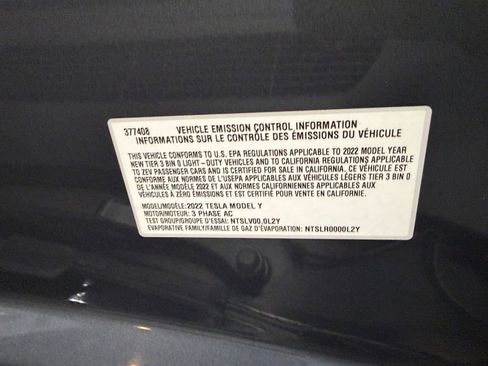 377408 VEHICLE EMISSION CONTROL INFORMATION
INFORMATIONS SUR LE CONTRÔLE DES ÉMISSIONS DU VÉHICULE
THIS VEHICLE CONFORMS TO U.S. EPA REGULATIONS APPLICABLE TO 2022 MODEL YEAR
NEW TIER 3 BIN 0 LIGHT-DUTY VEHICLES AND TO CALIFORNIA REGULATIONS APPLICABLE
TO ZEV PASSENGER CARS AND IS CERTIFIED FOR SALE IN CALIFORNIA. CE VÉHICULE EST
CONFORME AUX NORMES DE L'USEPA APPLICABLES AUX VÉHICULES LÉGERS TIER 3 BIN 0
DE L'ANNÉE MODÈLE 2022 ET AUX NORMES CALIFORNIENNES APPLICABLES AUX
VÉHICULES À ZÉRO ÉMISSIONS ET EST CERTIFIÉ POUR VENTE EN CALIFORNIE.
MODEL/MODÈLE: 2022 TESLA MODEL Y
MOTOR/MOTEUR: 3 PHASE AC
TEST GROUP/GROUPE D'ESSAI: NTSLV00.0L2Y
EVAPORATIVE FAMILY/FAMILLE DE GAZ D'ÉVAPORATION: NTSLR0000L2Y